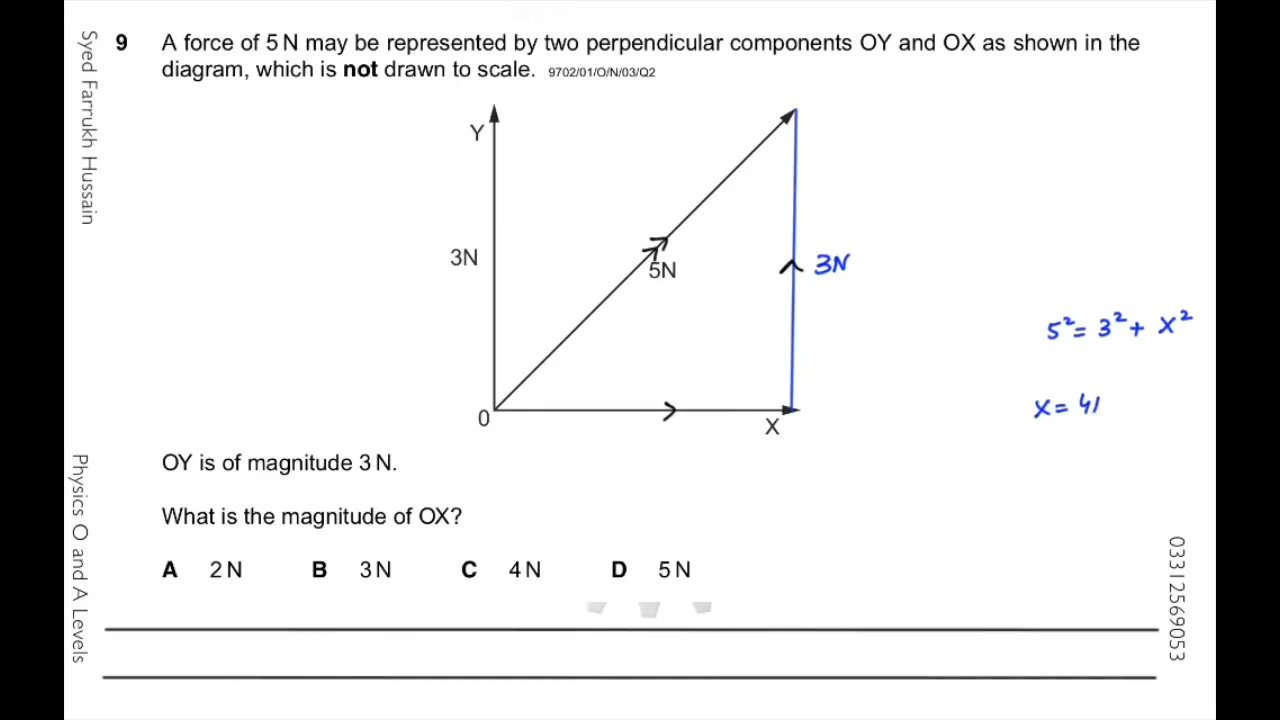 Syed Farrukh Hussain
9 A force of 5 N may be represented by two perpendicular components OY and OX as shown in the
diagram, which is not drawn to scale. 9702/01/O/N/03/Q2
Y
3N
5N
3N
5² = 3² + x²
x = 4/
0
X
OY is of magnitude 3 N.
What is the magnitude of OX?
A 2 N B 3 N C 4 N D 5 N
Physics O and A Levels
03312569053